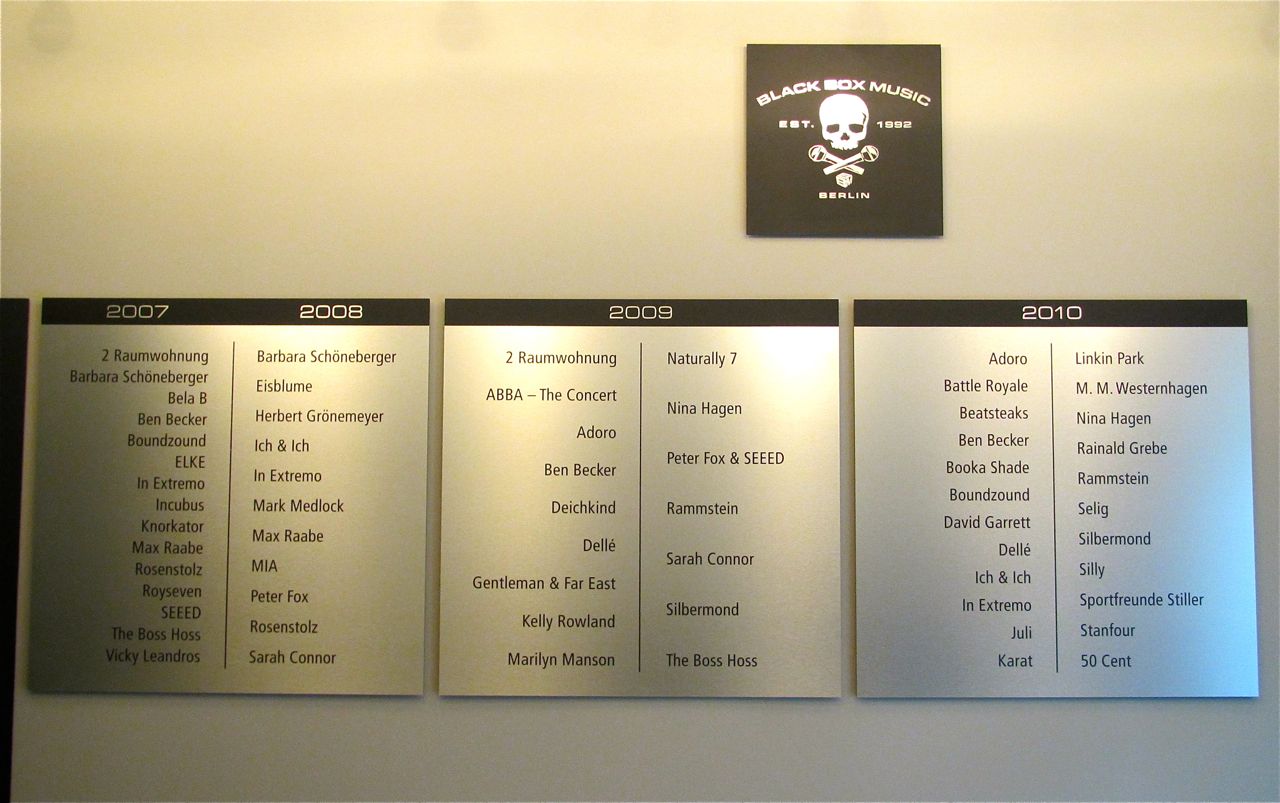 BLACK BOX MUSIC
EST. 1992
BERLIN
2007
2 Raumwohnung
Barbara Schöneberger
Bela B
Ben Becker
Boundzound
ELKE
In Extremo
Incubus
Knorkator
Max Raabe
Rosenstolz
Royseven
SEEED
The Boss Hoss
Vicky Leandros
2008
Barbara Schöneberger
Eisblume
Herbert Grönemeyer
Ich & Ich
In Extremo
Mark Medlock
Max Raabe
MIA
Peter Fox
Rosenstolz
Sarah Connor
2009
2 Raumwohnung
ABBA – The Concert
Adoro
Ben Becker
Deichkind
Dellé
Gentleman & Far East
Kelly Rowland
Marilyn Manson
Naturally 7
Nina Hagen
Peter Fox & SEEED
Rammstein
Sarah Connor
Silbermond
The Boss Hoss
2010
Adoro
Battle Royale
Beatsteaks
Ben Becker
Booka Shade
Boundzound
David Garrett
Dellé
Ich & Ich
In Extremo
Juli
Karat
Linkin Park
M. M. Westernhagen
Nina Hagen
Rainald Grebe
Rammstein
Selig
Silbermond
Silly
Sportfreunde Stiller
Stanfour
50 Cent